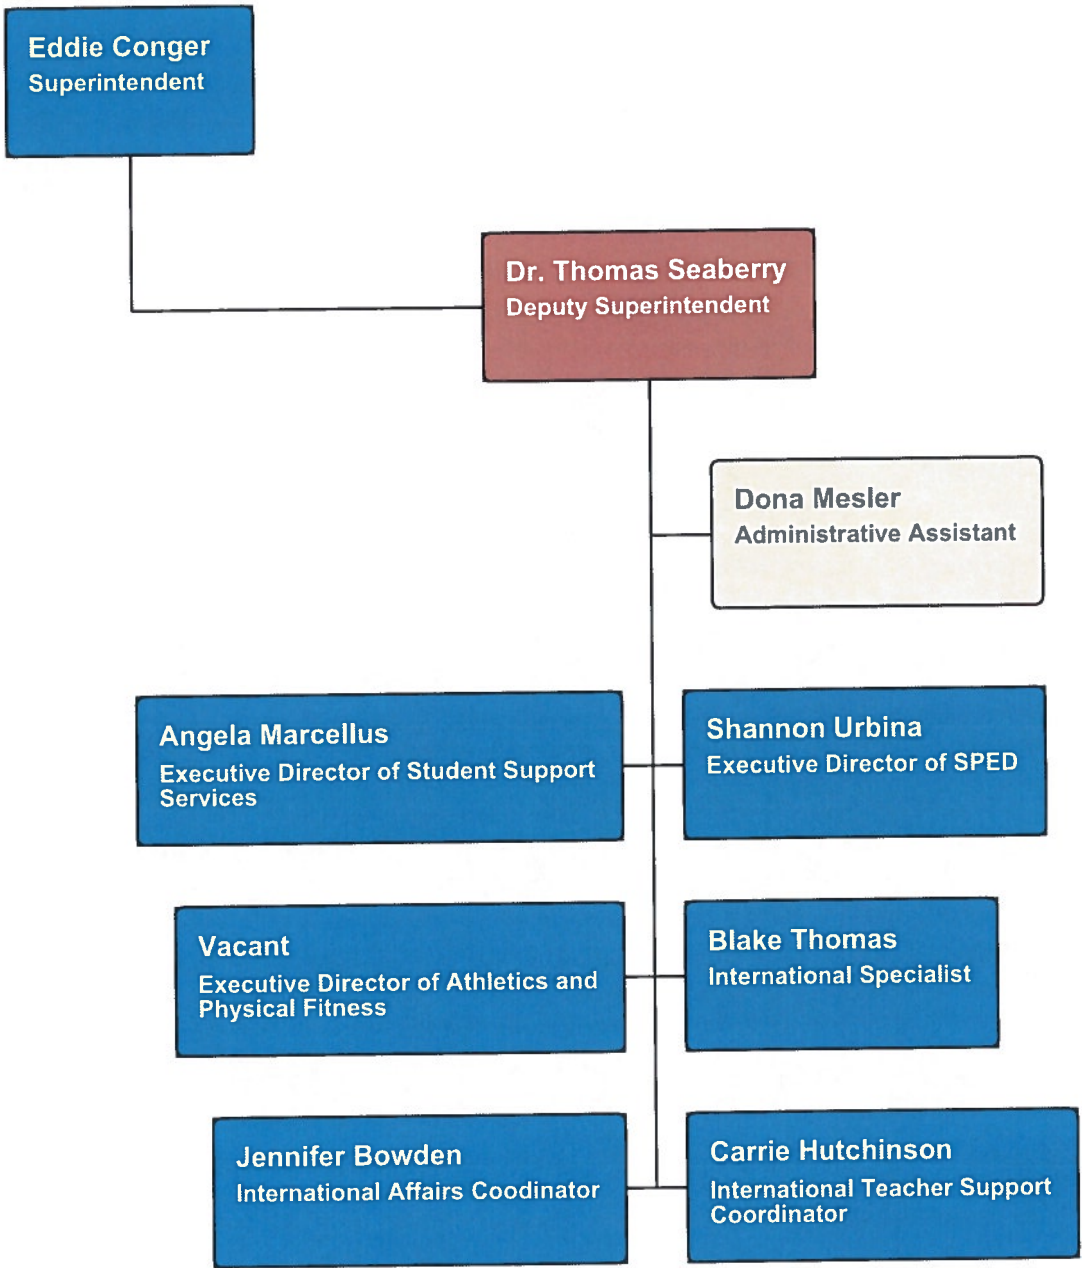 Eddie Conger
Superintendent
Dr. Thomas Seaberry
Deputy Superintendent
Dona Mesler
Administrative Assistant
Angela Marcellus
Executive Director of Student Support
Services
Shannon Urbina
Executive Director of SPED
Vacant
Executive Director of Athletics and
Physical Fitness
Blake Thomas
International Specialist
Jennifer Bowden
International Affairs Coodinator
Carrie Hutchinson
International Teacher Support
Coordinator